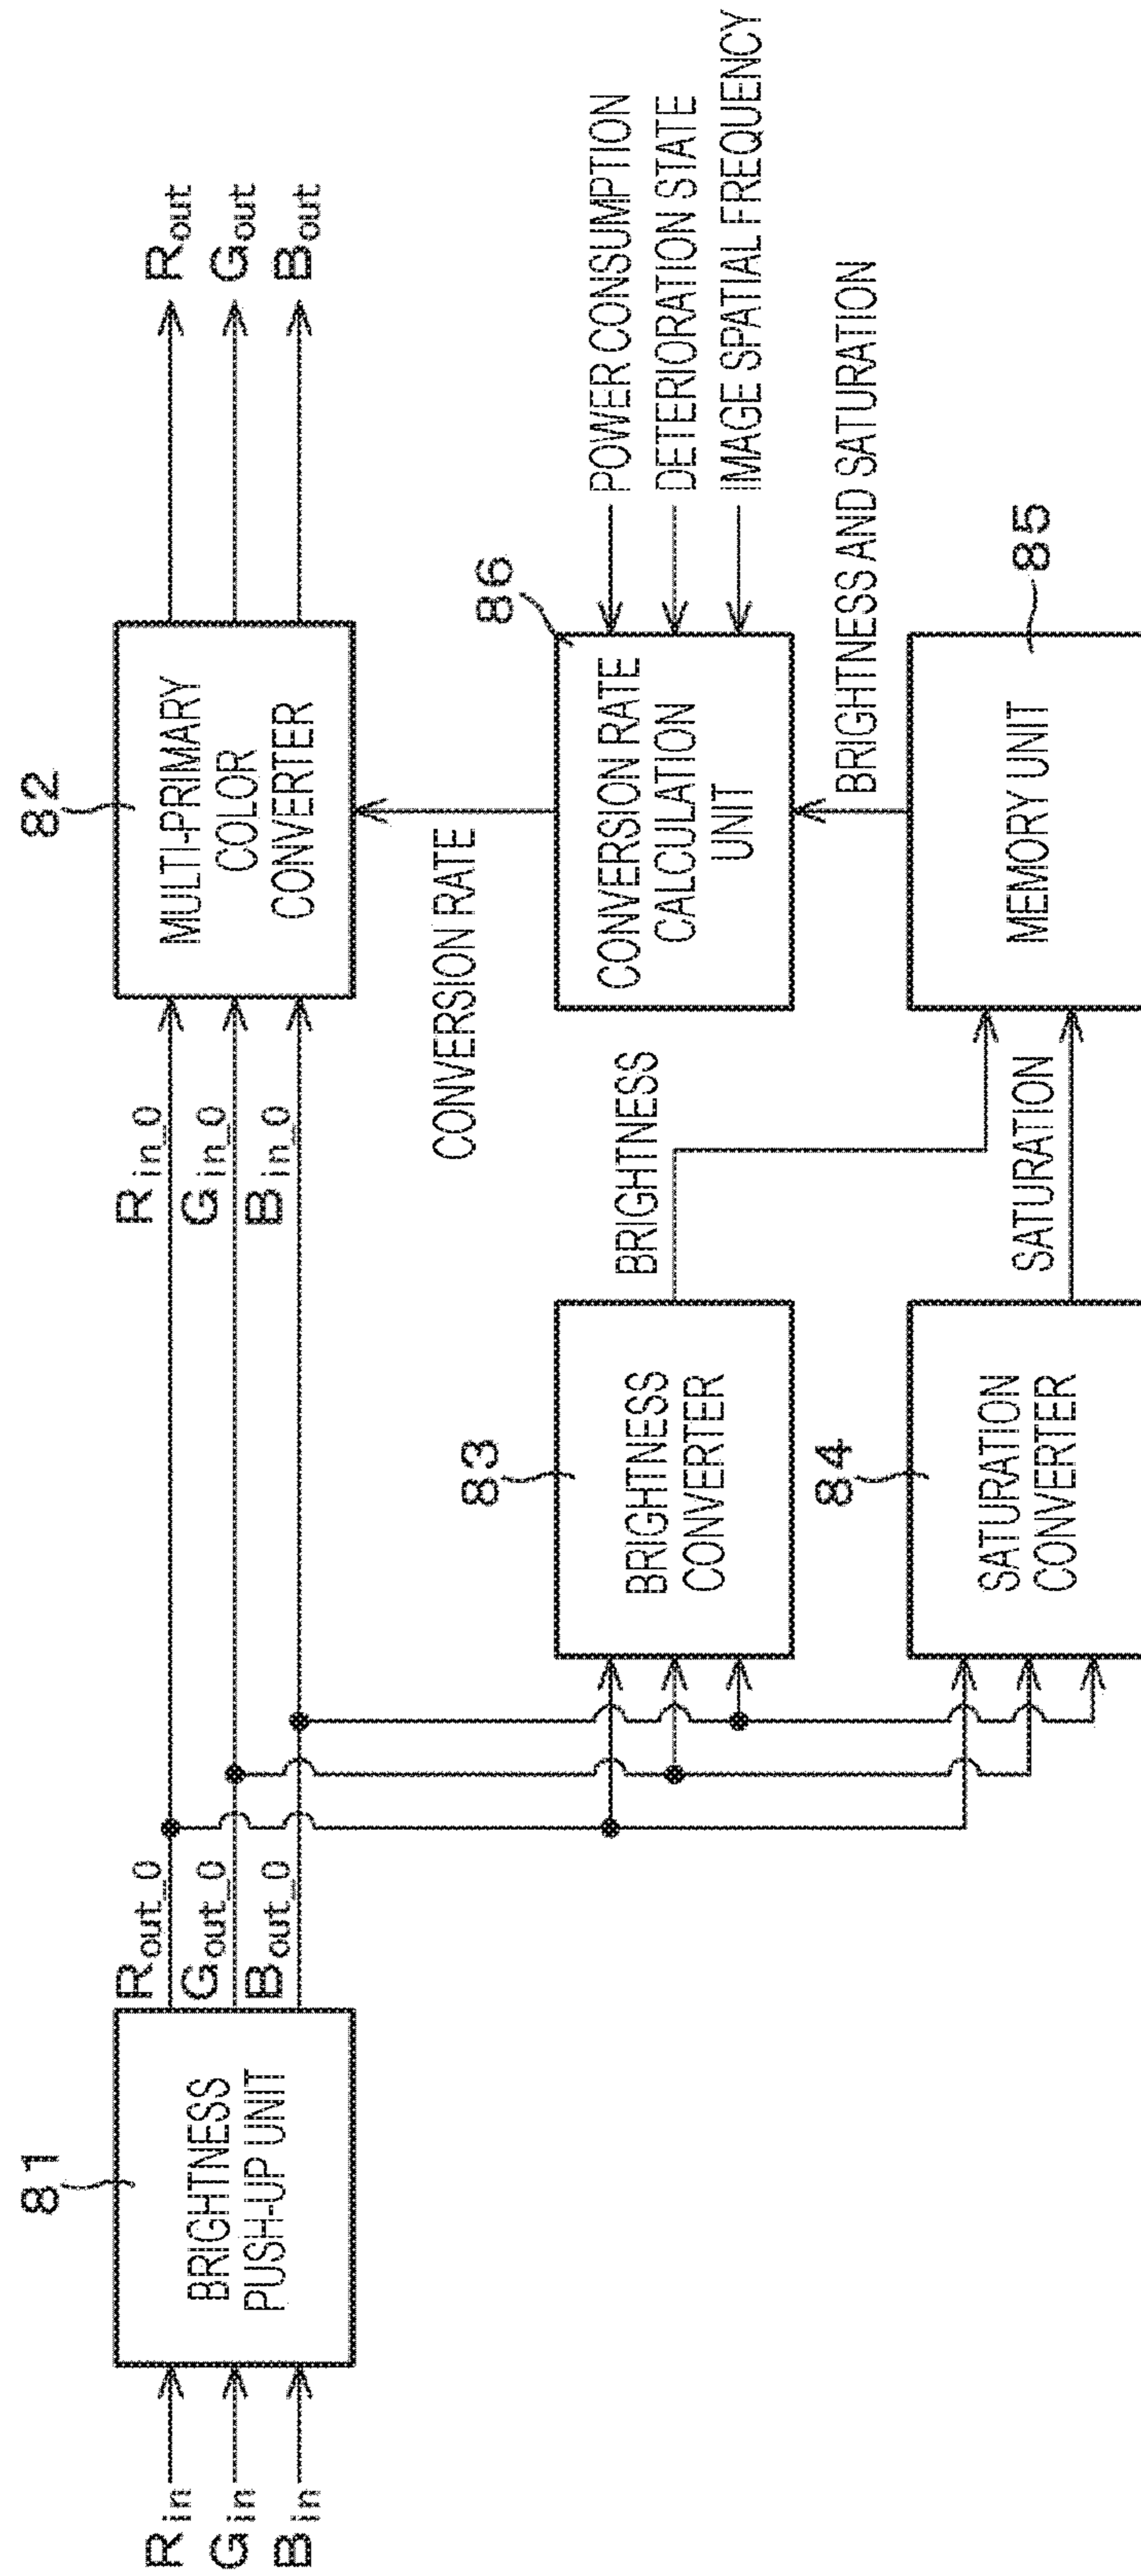 R in
G in
B in
81
BRIGHTNESS
PUSH-UP UNIT
R out_0
G out_0
B out_0
R in_0
G in_0
B in_0
82
MULTI-PRIMARY
COLOR
CONVERTER
R out
G out
B out
CONVERSION RATE
83
BRIGHTNESS
CONVERTER
BRIGHTNESS
86
CONVERSION RATE
CALCULATION
UNIT
POWER CONSUMPTION
DETERIORATION STATE
IMAGE SPATIAL FREQUENCY
BRIGHTNESS AND SATURATION
84
SATURATION
CONVERTER
SATURATION
85
MEMORY UNIT